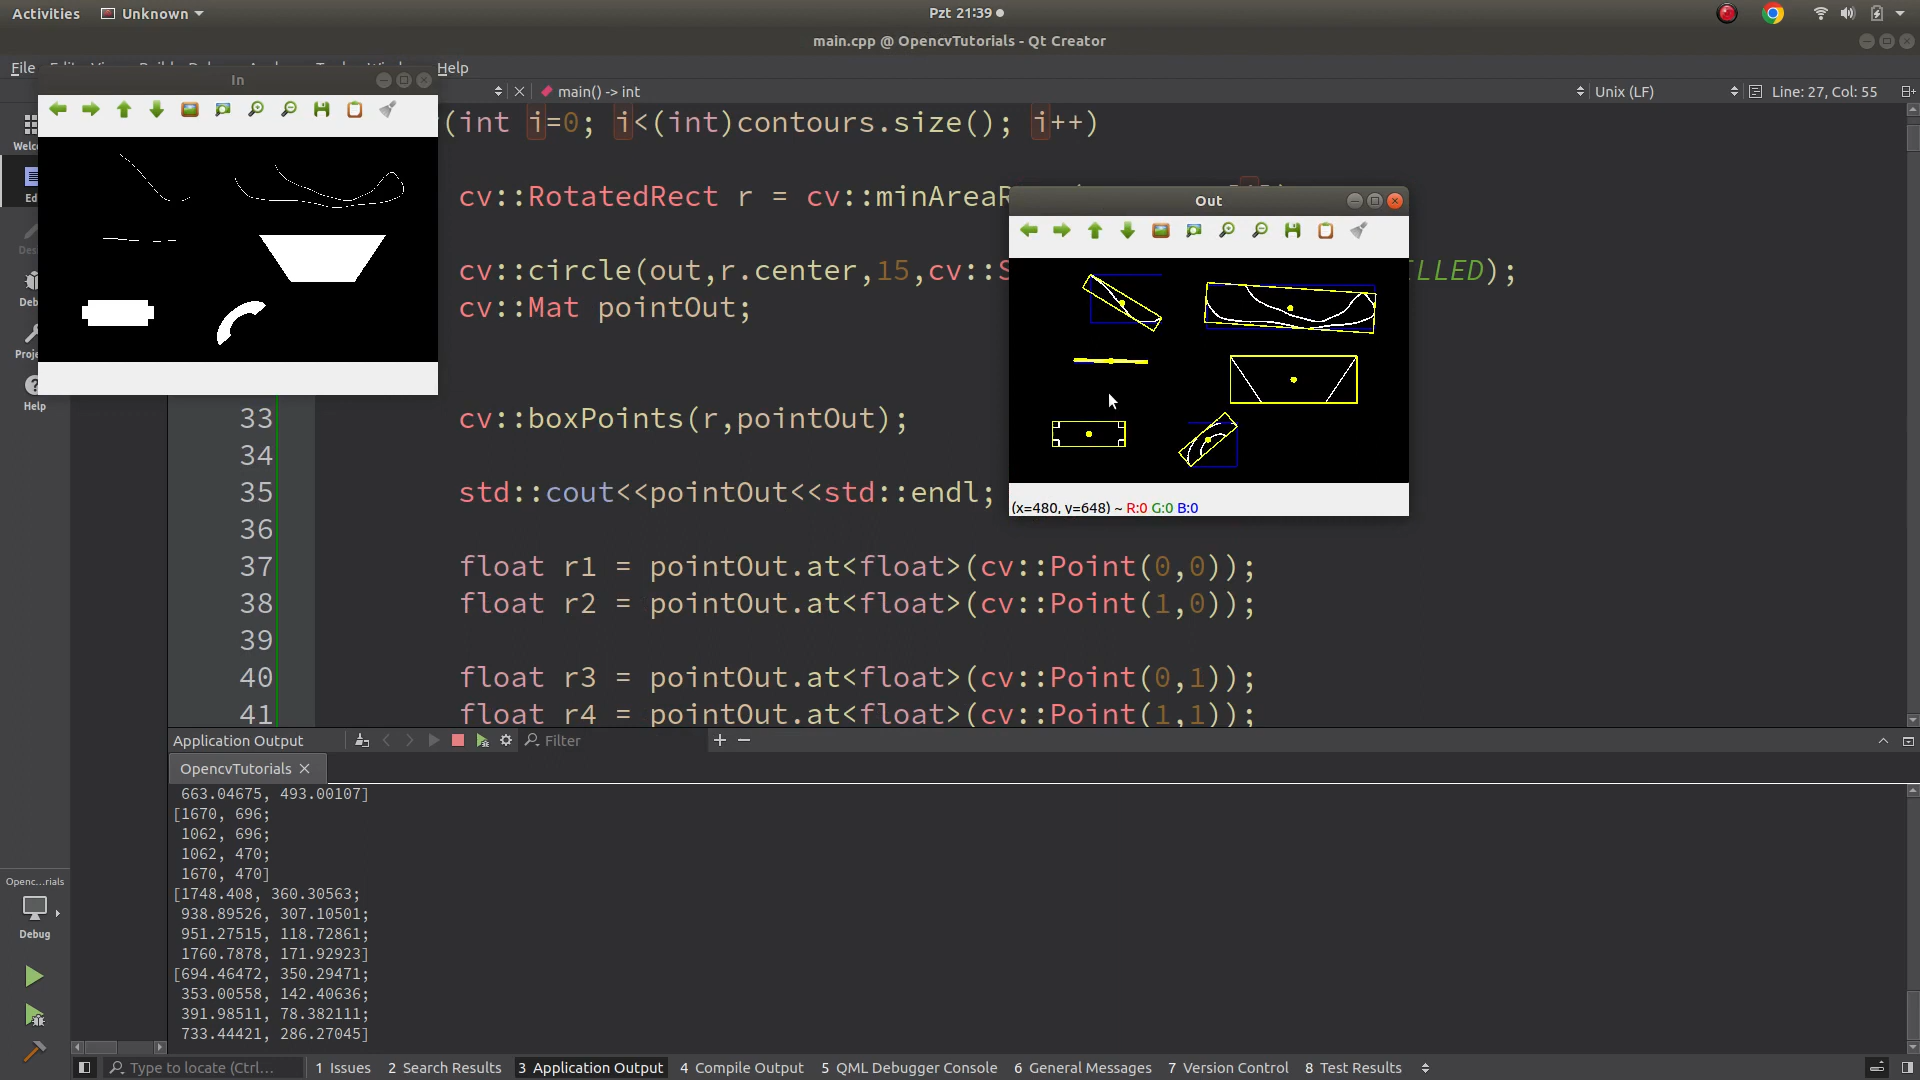 Activities
Unknown
Pzt 21:39
main.cpp @ OpencvTutorials - Qt Creator
File
Help
In
main() -> int
Unix (LF)
Line: 27, Col: 55
(int i=0; i<(int)contours.size(); i++)
cv::RotatedRect r = cv::minAreaR
Out
cv::circle(out,r.center,15,cv::S
LLED);
cv::Mat pointOut;
33 cv::boxPoints(r,pointOut);
34
35 std::cout<<pointOut<<std::endl;
36
37 float r1 = pointOut.at<float>(cv::Point(0,0));
38 float r2 = pointOut.at<float>(cv::Point(1,0));
39
40 float r3 = pointOut.at<float>(cv::Point(0,1));
41 float r4 = pointOut.at<float>(cv::Point(1,1));
(x=480, y=648) ~ R:0 G:0 B:0
Help
Application Output
Filter
OpencvTutorials
663.04675, 493.00107]
[1670, 696;
1062, 696;
1062, 470;
1670, 470]
[1748.408, 360.30563;
938.89526, 307.10501;
951.27515, 118.72861;
1760.7878, 171.92923]
[694.46472, 350.29471;
353.00558, 142.40636;
391.98511, 78.382111;
733.44421, 286.27045]
Openc...rials
Debug
Type to locate (Ctrl...
1 Issues
2 Search Results
3 Application Output
4 Compile Output
5 QML Debugger Console
6 General Messages
7 Version Control
8 Test Results